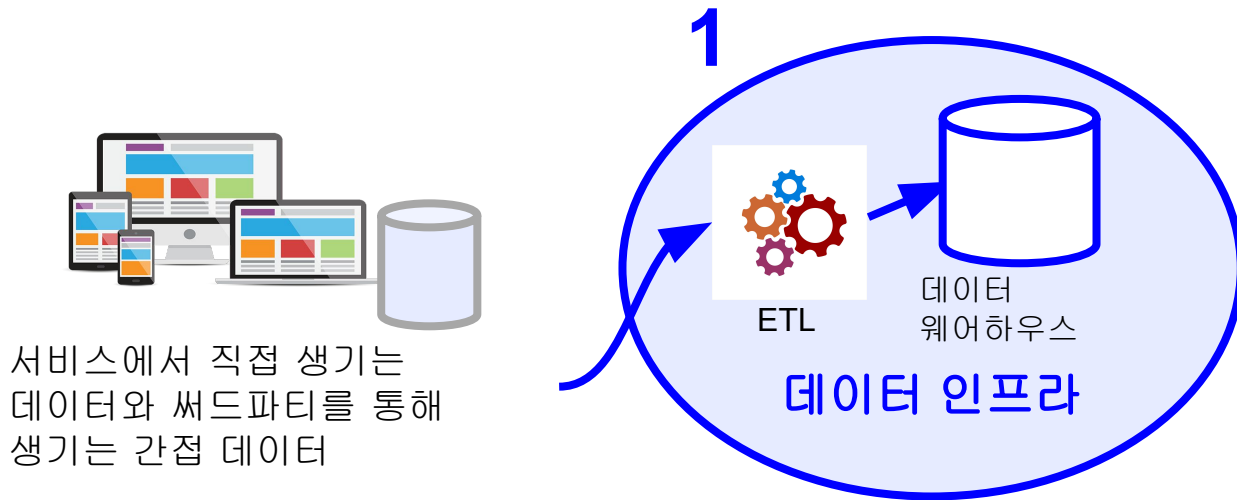 1
ETL
데이터
웨어하우스
데이터 인프라
서비스에서 직접 생기는
데이터와 써드파티를 통해
생기는 간접 데이터